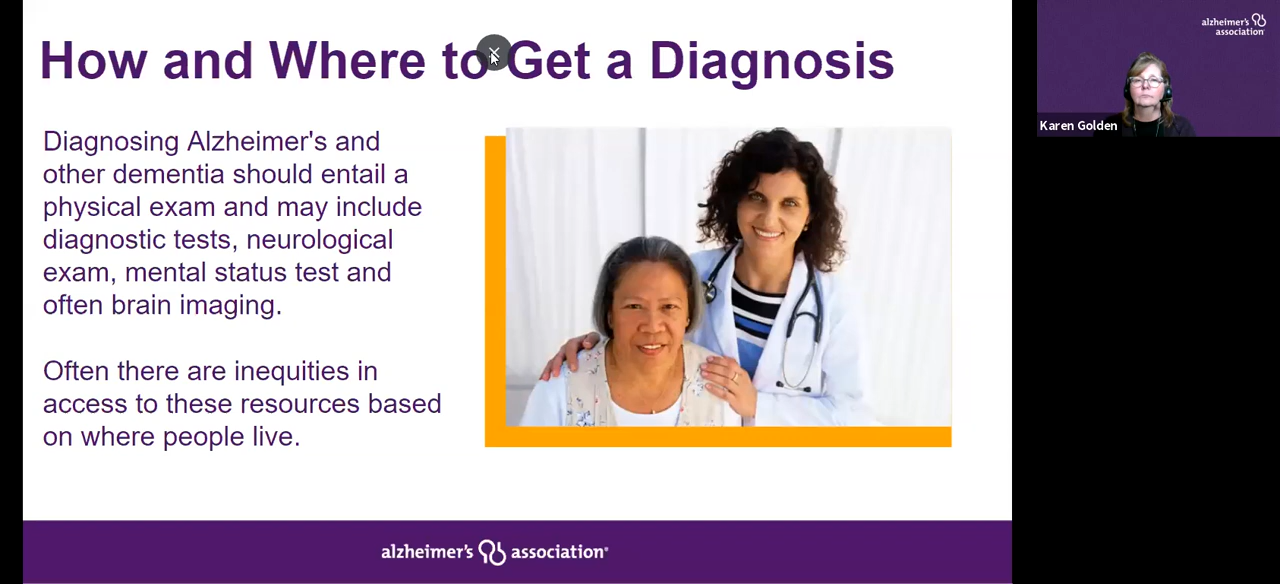 How and Where to Get a Diagnosis
Diagnosing Alzheimer's and
other dementia should entail a
physical exam and may include
diagnostic tests, neurological
exam, mental status test and
often brain imaging.
Often there are inequities in
access to these resources based
on where people live.
alzheimer's association®
alzheimer's
association®
Karen Golden